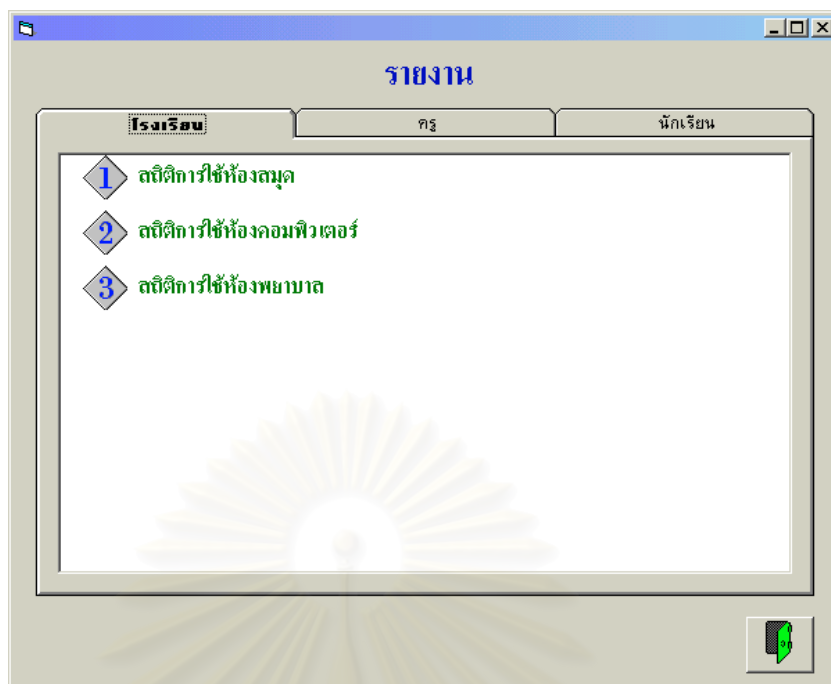 รายงาน
โรงเรียน ครู นักเรียน
1 สถิติการใช้ห้องสมุด
2 สถิติการใช้ห้องคอมพิวเตอร์
3 สถิติการใช้ห้องพยาบาล